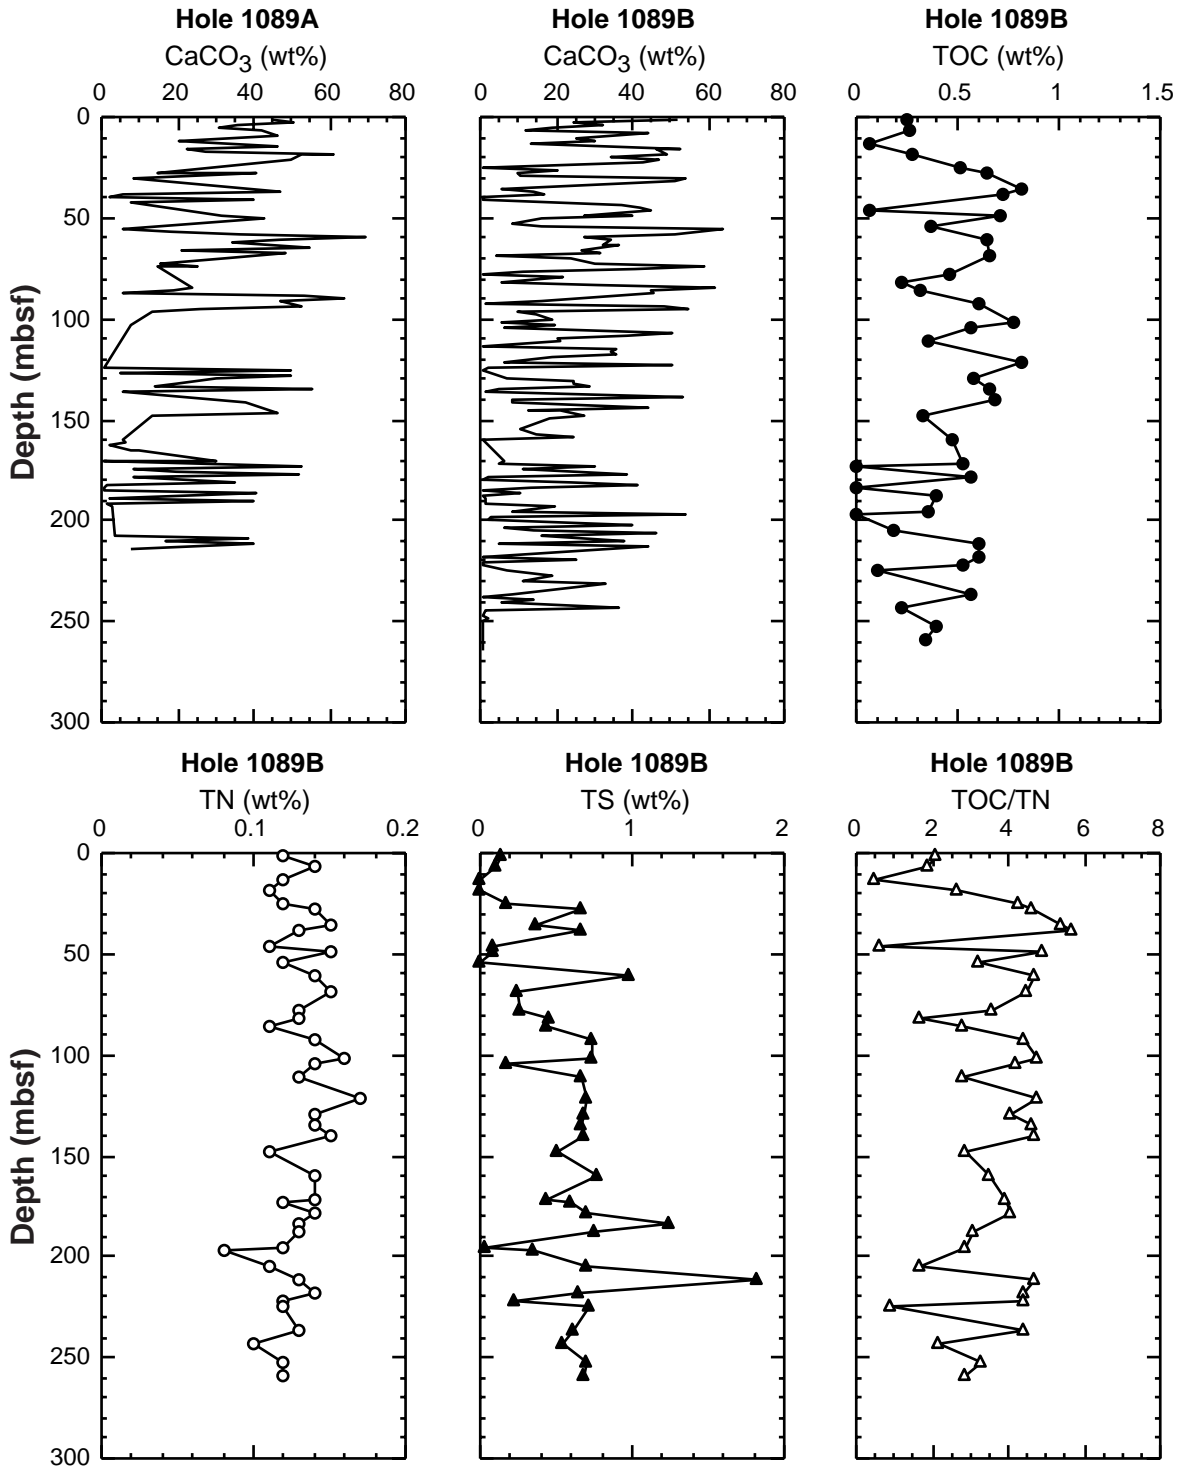 Hole 1089A
CaCO3 (wt%)
0 20 40 60 80
Hole 1089B
CaCO3 (wt%)
0 20 40 60 80
Hole 1089B
TOC (wt%)
0 0.5 1 1.5
0
50
100
150
200
250
300
Depth (mbsf)
Hole 1089B
TN (wt%)
0 0.1 0.2
Hole 1089B
TS (wt%)
0 1 2
Hole 1089B
TOC/TN
0 2 4 6 8
0
50
100
150
200
250
300
Depth (mbsf)